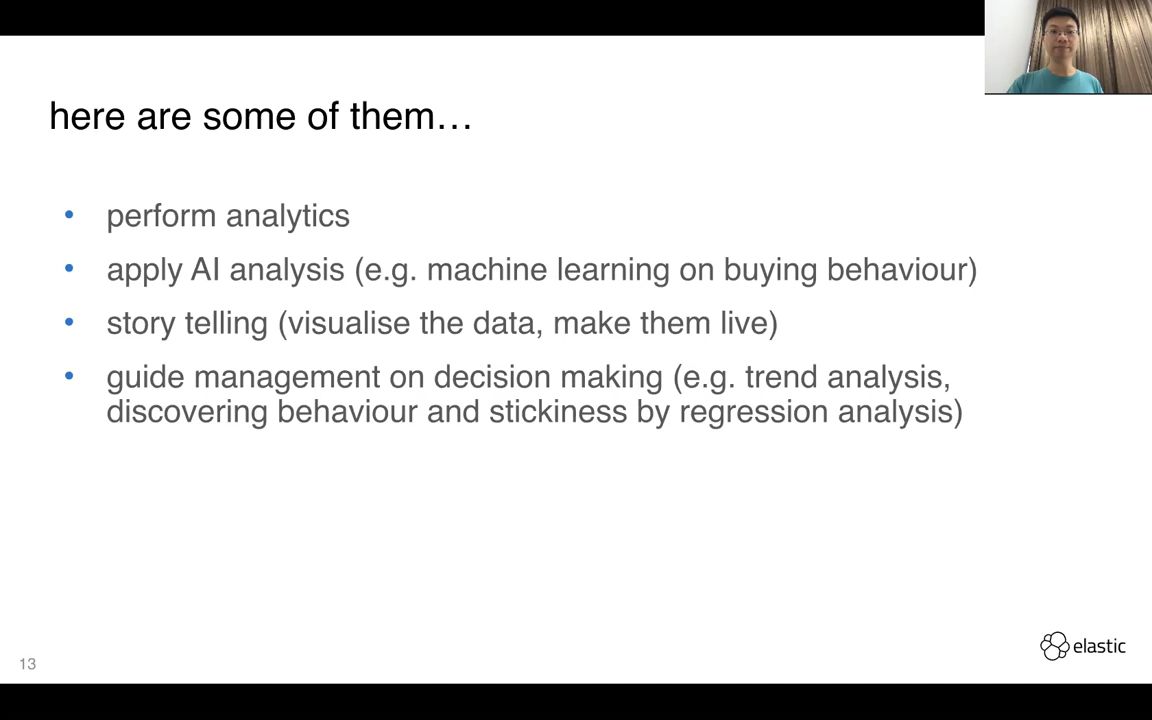 here are some of them…
• perform analytics
• apply AI analysis (e.g. machine learning on buying behaviour)
• story telling (visualise the data, make them live)
• guide management on decision making (e.g. trend analysis,
discovering behaviour and stickiness by regression analysis)
elastic
13